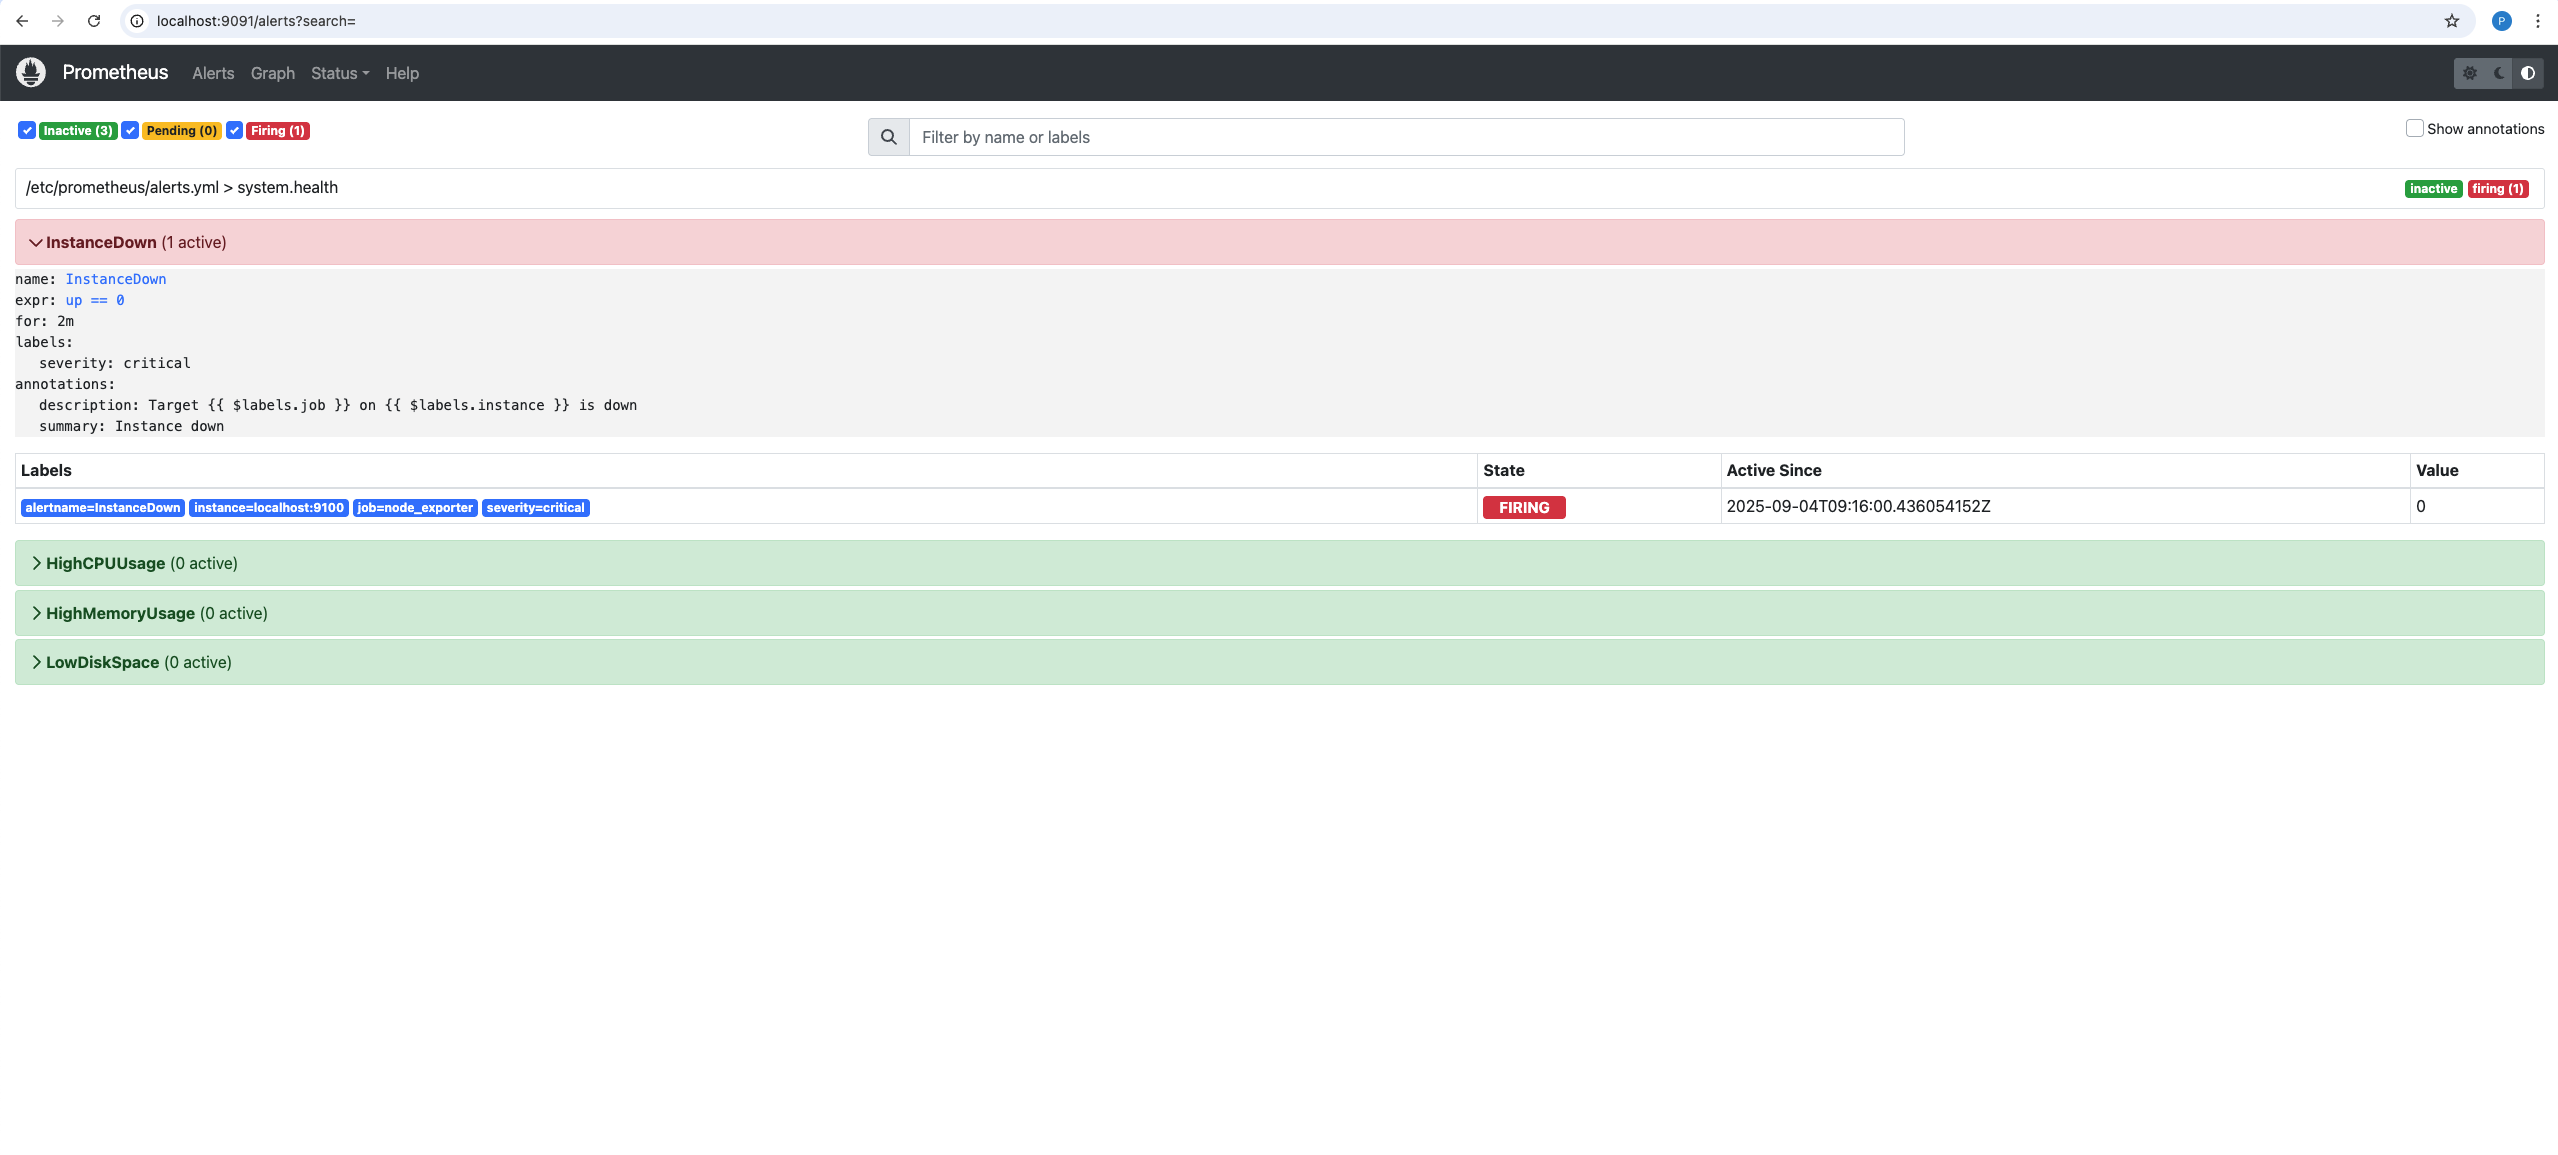 localhost:9091/alerts?search=
P
Prometheus Alerts Graph Status Help
Inactive (3) Pending (0) Firing (1)
Filter by name or labels
Show annotations
/etc/prometheus/alerts.yml > system.health
inactive firing (1)
InstanceDown (1 active)
name: InstanceDown
expr: up == 0
for: 2m
labels:
severity: critical
annotations:
description: Target {{ $labels.job }} on {{ $labels.instance }} is down
summary: Instance down
Labels State Active Since Value
alertname=InstanceDown instance=localhost:9100 job=node_exporter severity=critical FIRING 2025-09-04T09:16:00.436054152Z 0
HighCPUUsage (0 active)
HighMemoryUsage (0 active)
LowDiskSpace (0 active)